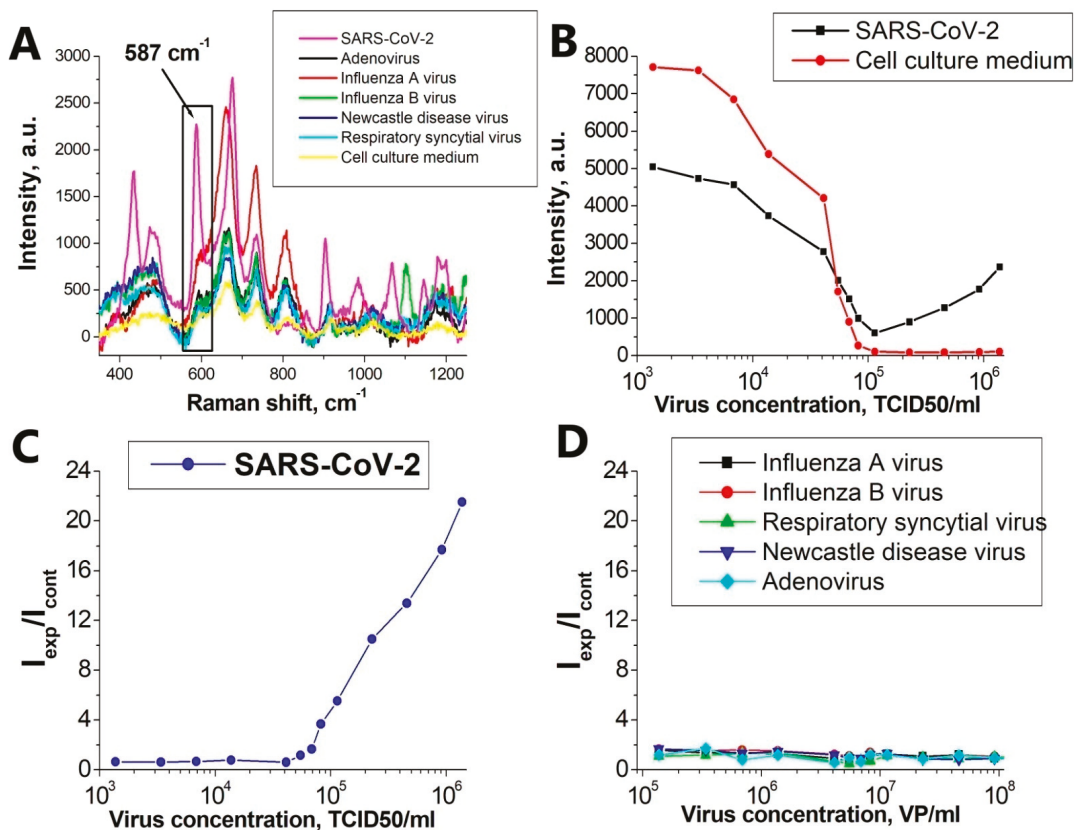 A
587 cm⁻¹
SARS-CoV-2
Adenovirus
Influenza A virus
Influenza B virus
Newcastle disease virus
Respiratory syncytial virus
Cell culture medium
Intensity, a.u.
3000
2500
2000
1500
1000
500
0
400 600 800 1000 1200
Raman shift, cm⁻¹
B
SARS-CoV-2
Cell culture medium
Intensity, a.u.
8000
7000
6000
5000
4000
3000
2000
1000
0
10³ 10⁴ 10⁵ 10⁶
Virus concentration, TCID50/ml
C
SARS-CoV-2
I_exp/I_cont
24
20
16
12
8
4
0
10³ 10⁴ 10⁵ 10⁶
Virus concentration, TCID50/ml
D
Influenza A virus
Influenza B virus
Respiratory syncytial virus
Newcastle disease virus
Adenovirus
I_exp/I_cont
24
20
16
12
8
4
0
10⁵ 10⁶ 10⁷ 10⁸
Virus concentration, VP/ml